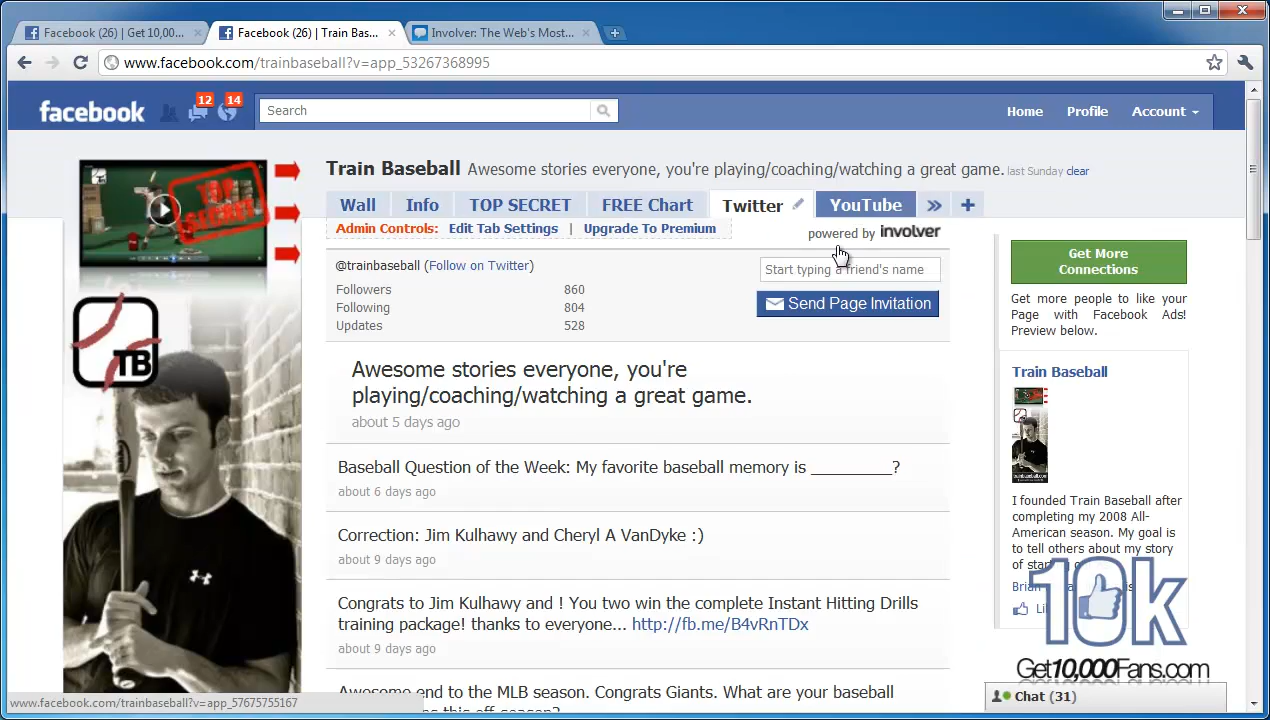 Facebook (26) | Get 10,000...
Facebook (26) | Train Bas...
Involver: The Web's Most...
www.facebook.com/trainbaseball?v=app_53267368995
facebook
12
14
Search
Home
Profile
Account
TOP SECRET
Train Baseball Awesome stories everyone, you're playing/coaching/watching a great game. last Sunday clear
Wall
Info
TOP SECRET
FREE Chart
Twitter
YouTube
»
+
Admin Controls: Edit Tab Settings | Upgrade To Premium
powered by involver
@trainbaseball (Follow on Twitter)
Followers 860
Following 804
Updates 528
Start typing a friend's name
Send Page Invitation
Awesome stories everyone, you're
playing/coaching/watching a great game.
about 5 days ago
Baseball Question of the Week: My favorite baseball memory is _________?
about 6 days ago
Correction: Jim Kulhawy and Cheryl A VanDyke :)
about 9 days ago
Congrats to Jim Kulhawy and ! You two win the complete Instant Hitting Drills
training package! thanks to everyone... http://fb.me/B4vRnTDx
about 9 days ago
Awesome end to the MLB season. Congrats Giants. What are your baseball
this off-season?
TB
Get More
Connections
Get more people to like your
Page with Facebook Ads!
Preview below.
Train Baseball
I founded Train Baseball after
completing my 2008 All-
American season. My goal is
to tell others about my story
of
10k
Get10,000Fans.com
Chat (31)
www.facebook.com/trainbaseball?v=app_57675755167